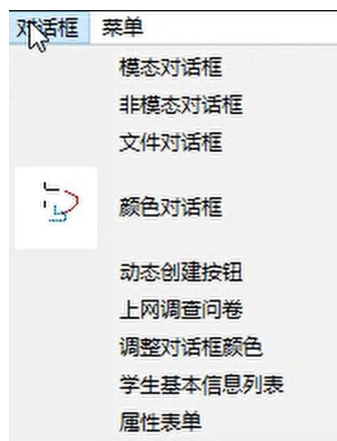 对话框 菜单
模态对话框
非模态对话框
文件对话框
颜色对话框
动态创建按钮
上网调查问卷
调整对话框颜色
学生基本信息列表
属性表单